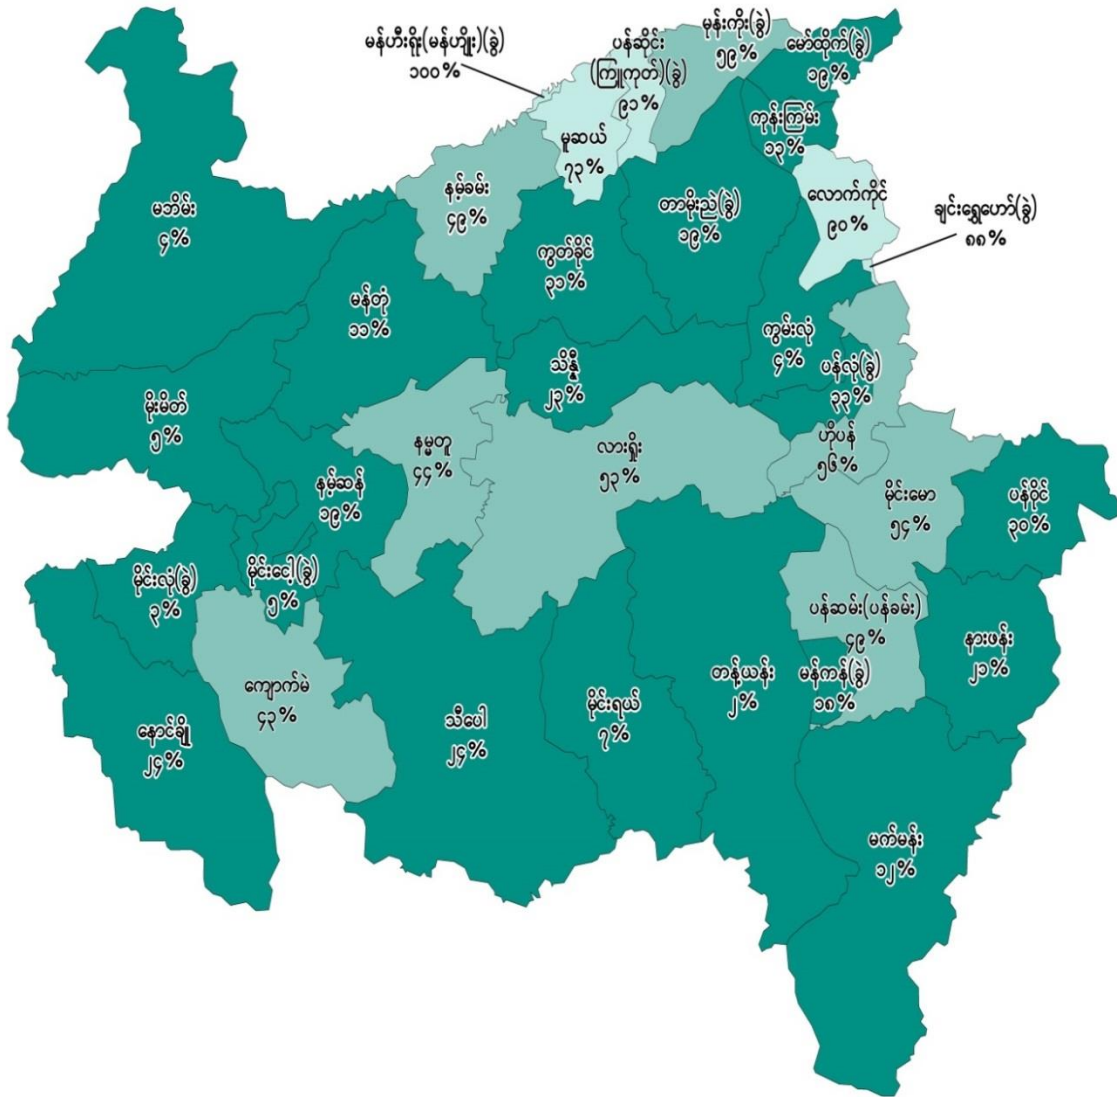 မန်ဟီးရိုး(မန်ဟျိုး)(ခွဲ)
၁၀၀%
ပန်ဆိုင်း
(ကြူကုတ်)(ခွဲ)
၉၁%
မုန်းကိုး(ခွဲ)
၅၉%
မော်ထိုက်(ခွဲ)
၁၉%
ကုန်းကြမ်း
၁၃%
မူဆယ်
၇၃%
နမ့်ခမ်း
၄၉%
မဘိမ်း
၄%
တာမိုးညဲ(ခွဲ)
၁၉%
လောက်ကိုင်
၉၀%
ချင်းရွှေဟော်(ခွဲ)
၈၈%
ကွတ်ခိုင်
၃၁%
မန်တုံ
၁၁%
ကွမ်းလုံ
၄%
သိန္နီ
၂၃%
ပန်လုံ(ခွဲ)
၃၃%
မိုးမိတ်
၅%
နမ္မတူ
၄၄%
လားရှိုး
၅၃%
ဟိုပန်
၅၆%
နမ့်ဆန်
၁၉%
မိုင်းမော
၅၄%
ပန်ဝိုင်
၃၀%
မိုင်းလုံ(ခွဲ)
၃%
မိုင်းငေါ့(ခွဲ)
၅%
ပန်ဆမ်း(ပန်ခမ်း)
၄၉%
နားဖန်း
၂၁%
ကျောက်မဲ
၄၃%
တန့်ယန်း
၂%
မန်ကန်(ခွဲ)
၁၈%
မိုင်းရယ်
၇%
နောင်ချို
၂၄%
သီပေါ
၂၄%
မက်မန်း
၁၂%